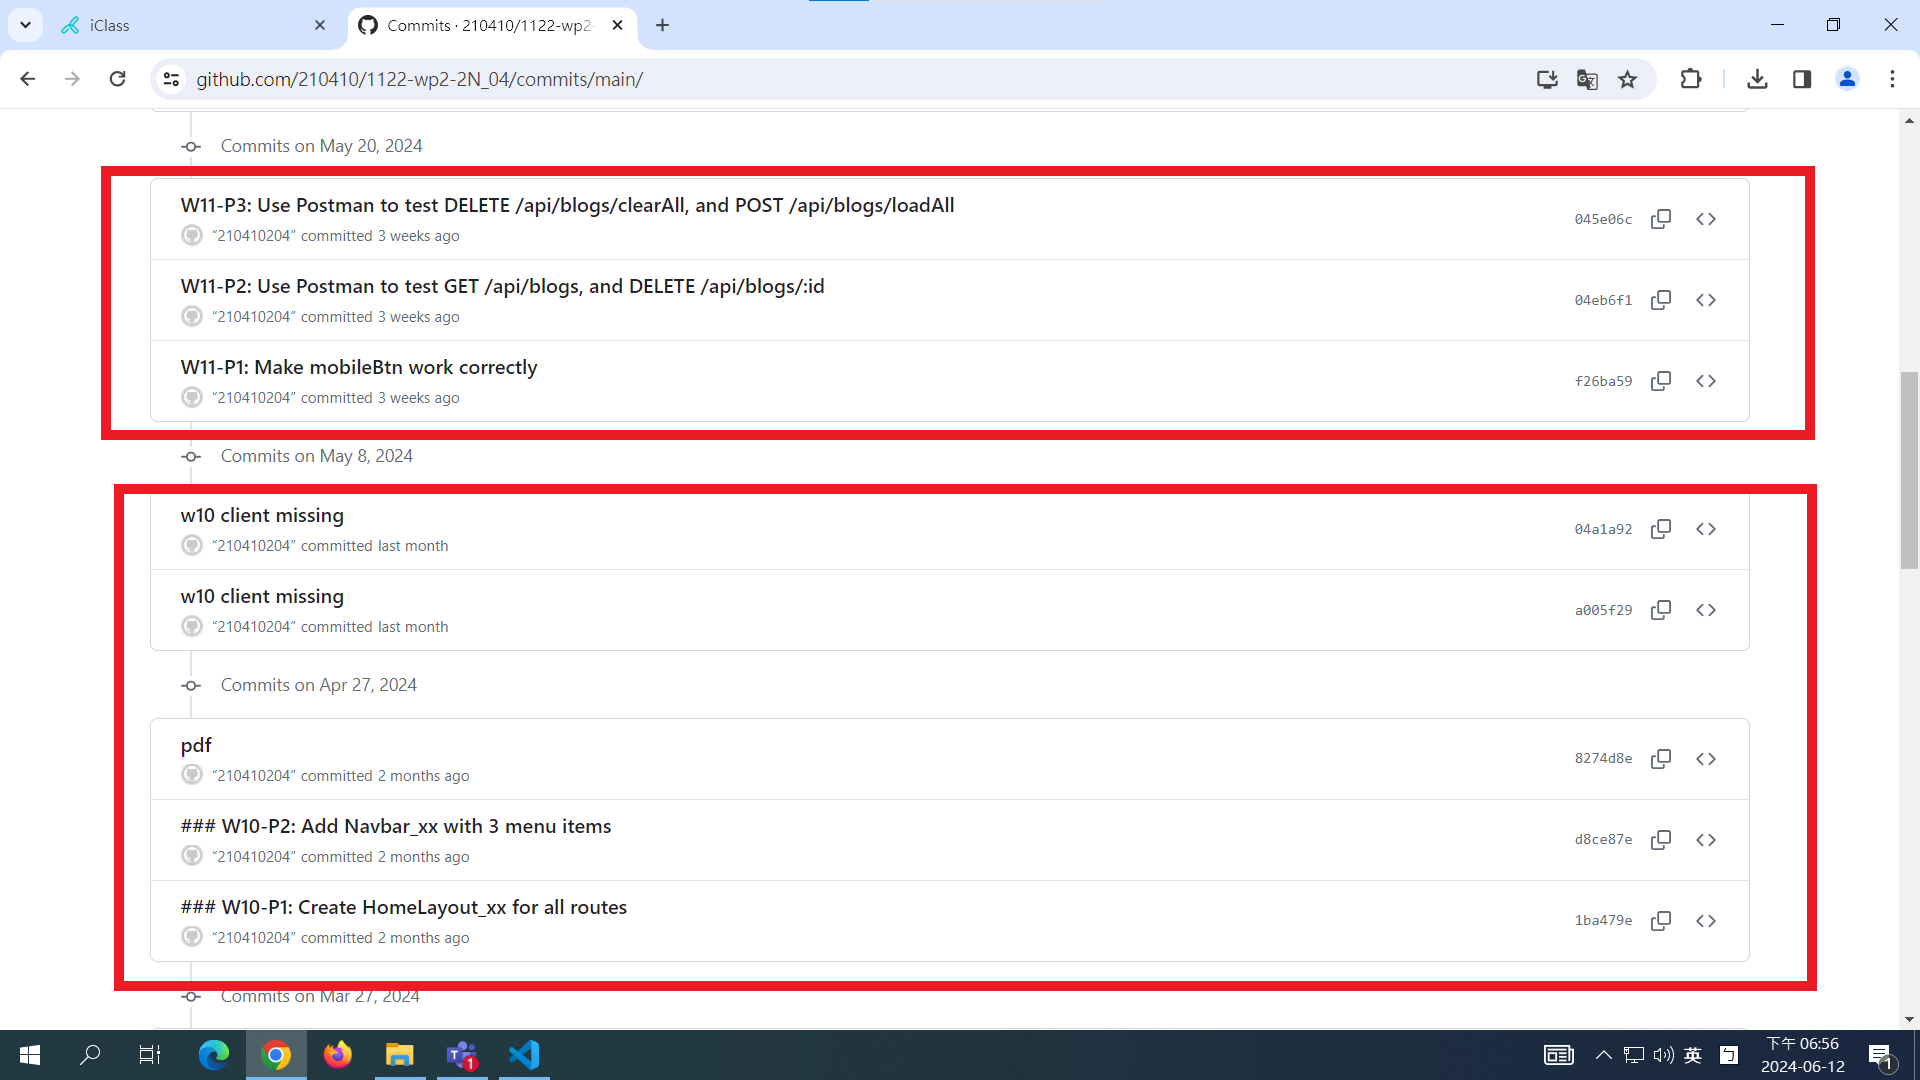 iClass
Commits · 210410/1122-wp2-
github.com/210410/1122-wp2-2N_04/commits/main/
Commits on May 20, 2024
W11-P3: Use Postman to test DELETE /api/blogs/clearAll, and POST /api/blogs/loadAll
045e06c
“210410204” committed 3 weeks ago
W11-P2: Use Postman to test GET /api/blogs, and DELETE /api/blogs/:id
04eb6f1
“210410204” committed 3 weeks ago
W11-P1: Make mobileBtn work correctly
f26ba59
“210410204” committed 3 weeks ago
Commits on May 8, 2024
w10 client missing
04a1a92
“210410204” committed last month
w10 client missing
a005f29
“210410204” committed last month
Commits on Apr 27, 2024
pdf
8274d8e
“210410204” committed 2 months ago
### W10-P2: Add Navbar_xx with 3 menu items
d8ce87e
“210410204” committed 2 months ago
### W10-P1: Create HomeLayout_xx for all routes
1ba479e
“210410204” committed 2 months ago
Commits on Mar 27, 2024
1
英
ㄅ
下午 06:56
2024-06-12
1